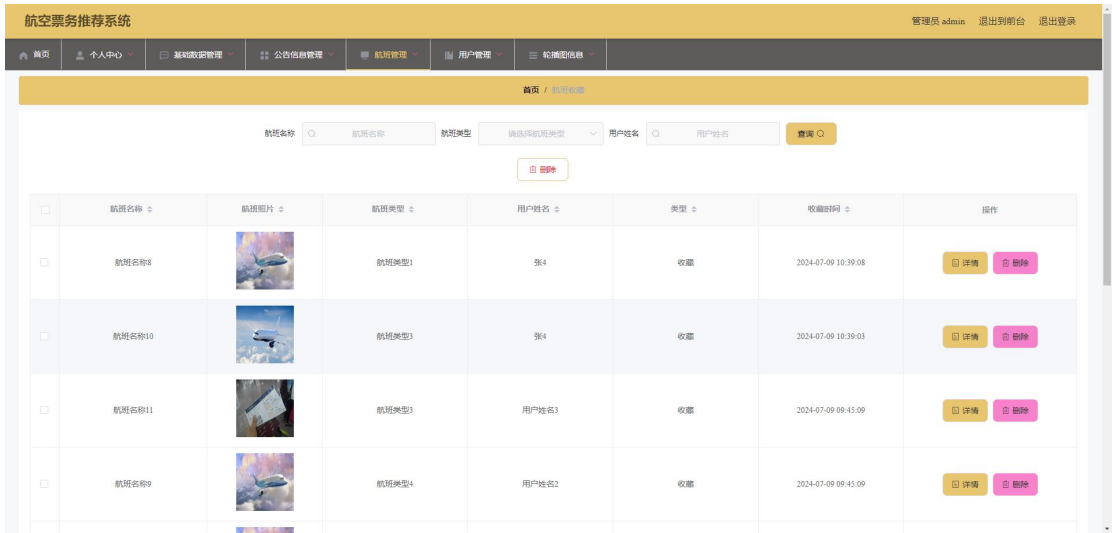 航空票务推荐系统 管理员 admin 退出到前台 退出登录
首页 个人中心 基础数据管理 公告信息管理 航班管理 用户管理 轮播图信息
首页 / 航班收藏
航班名称 航班名称 航班类型 请选择航班类型 用户姓名 用户姓名 查询
删除
航班名称 航班照片 航班类型 用户姓名 类型 收藏时间 操作
航班名称8 航班类型1 张4 收藏 2024-07-09 10:39:08 详情 删除
航班名称10 航班类型3 张4 收藏 2024-07-09 10:39:03 详情 删除
航班名称11 航班类型3 用户姓名3 收藏 2024-07-09 09:45:09 详情 删除
航班名称9 航班类型4 用户姓名2 收藏 2024-07-09 09:45:09 详情 删除